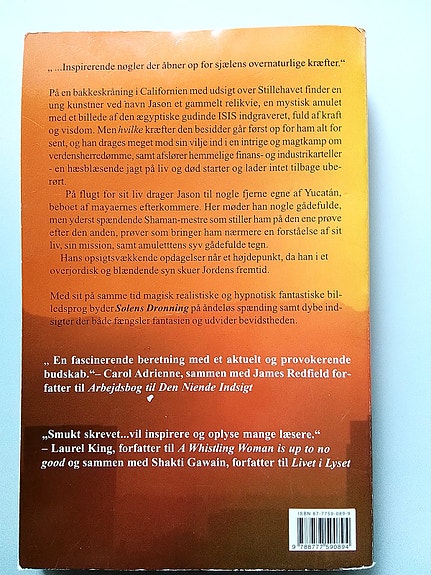 „ ...Inspirerende nøgler der åbner op for sjælens overnaturlige kræfter.“
På en bakkeskråning i Californien med udsigt over Stillehavet finder en
ung kunstner ved navn Jason et gammelt relikvie, en mystisk amulet
med et billede af den ægyptiske gudinde ISIS indgraveret, fuld af kraft
og visdom. Men hvilke kræfter den besidder går først op for ham alt for
sent, og han drages meget mod sin vilje ind i en intrige og magtkamp om
verdensherredømme, samt afslører hemmelige finans- og industrikarteller
- en hæsblæsende jagt på liv og død starter og lader intet tilbage ube-
rørt.
På flugt for sit liv drager Jason til nogle fjerne egne af Yucatán,
beboet af mayaernes efterkommere. Her møder han nogle gådefulde,
men yderst spændende Shaman-mestre som stiller ham på den ene prøve
efter den anden, prøver som bringer ham nærmere en forståelse af sit
liv, sin mission, samt amulettens syv gådefulde tegn.
Hans opsigtsvækkende opdagelser når et højdepunkt, da han i et
overjordisk og blændende syn skuer Jordens fremtid.
Med sit på samme tid magisk realistiske og hypnotisk fantastiske bil-
ledsprog byder Solens Dronning på åndeløs spænding samt dybe ind-
sigter der både fængsler fantasien og udvider bevidstheden.
„ En fascinerende beretning med et aktuelt og provokerende
budskab.“– Carol Adrienne, sammen med James Redfield for-
fatter til Arbejdsbog til Den Niende Indsigt
„Smukt skrevet...vil inspirere og oplyse mange læsere.“
– Laurel King, forfatter til A Whistling Woman is up to no
good og sammen med Shakti Gawain, forfatter til Livet i Lyset
ISBN 87-7759-089-9
9 788777 590894